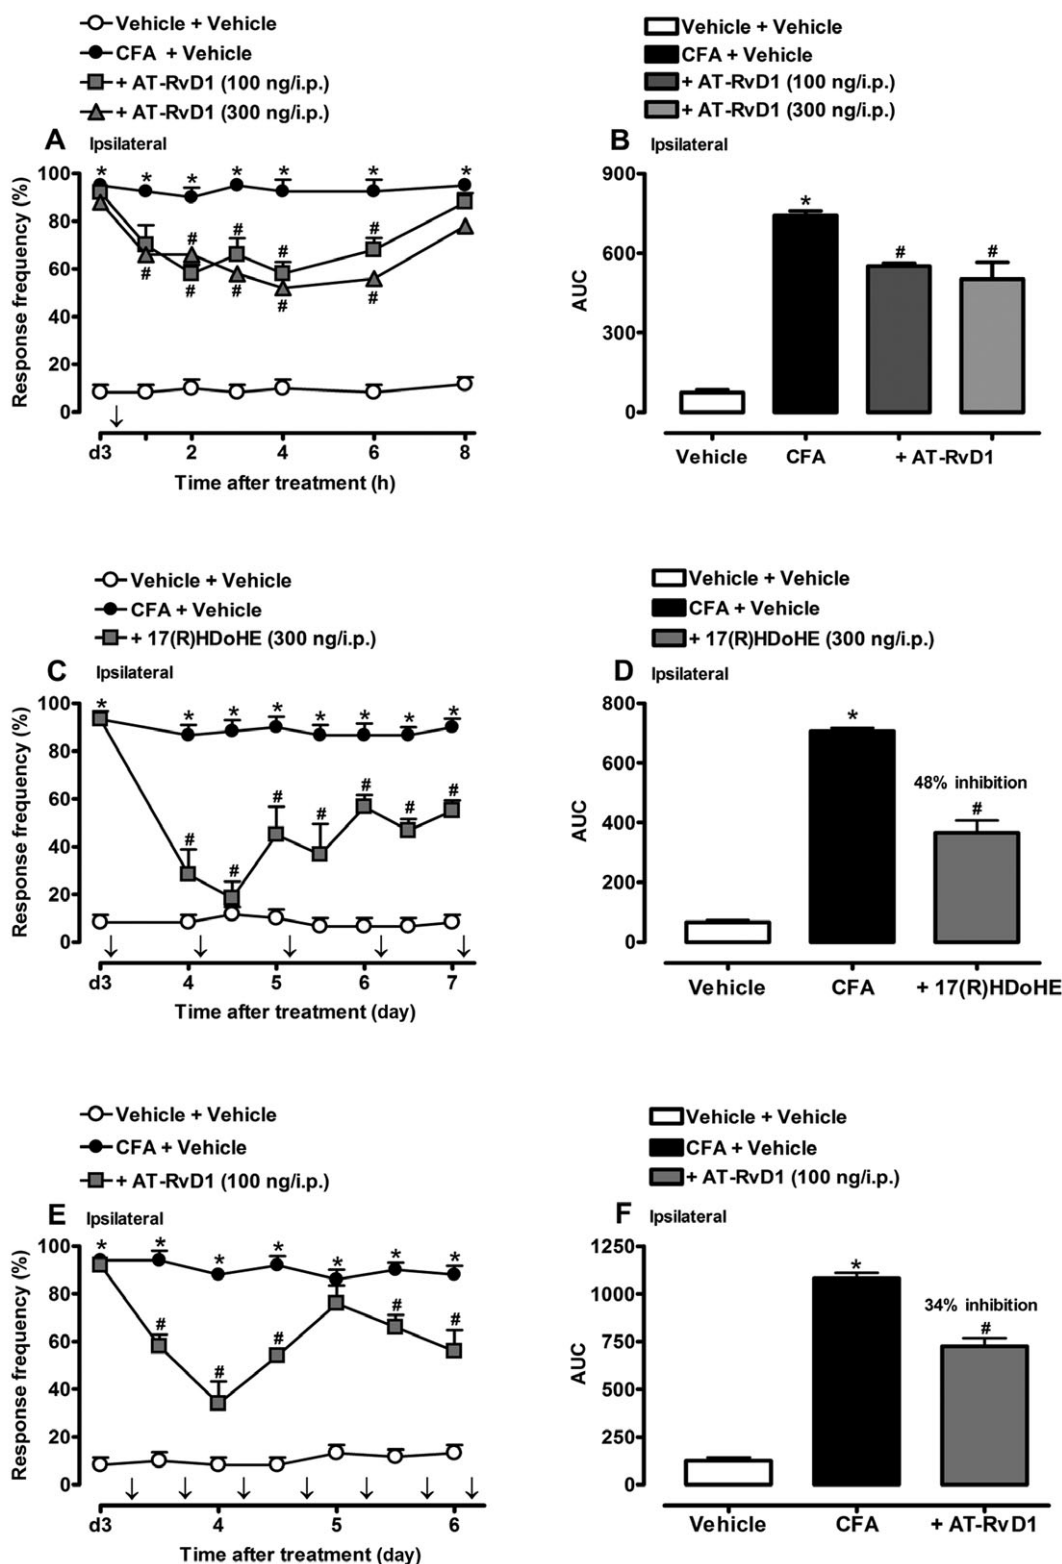 Vehicle + Vehicle
CFA + Vehicle
+ AT-RvD1 (100 ng/i.p.)
+ AT-RvD1 (300 ng/i.p.)
A Ipsilateral
Response frequency (%)
100
80
60
40
20
0
* * * * * * *
# # # # # # # #
↓
d3 2 4 6 8
Time after treatment (h)
Vehicle + Vehicle
CFA + Vehicle
+ AT-RvD1 (100 ng/i.p.)
+ AT-RvD1 (300 ng/i.p.)
B Ipsilateral
AUC
900
600
300
0
* # #
Vehicle CFA + AT-RvD1
Vehicle + Vehicle
CFA + Vehicle
+ 17(R)HDoHE (300 ng/i.p.)
C Ipsilateral
Response frequency (%)
100
80
60
40
20
0
* * * * * * * *
# # # # # # #
↓ ↓ ↓ ↓ ↓
d3 4 5 6 7
Time after treatment (day)
Vehicle + Vehicle
CFA + Vehicle
+ 17(R)HDoHE (300 ng/i.p.)
D Ipsilateral
AUC
800
600
400
200
0
*
48% inhibition
#
Vehicle CFA + 17(R)HDoHE
Vehicle + Vehicle
CFA + Vehicle
+ AT-RvD1 (100 ng/i.p.)
E Ipsilateral
Response frequency (%)
100
80
60
40
20
0
* * * * * * *
# # # # #
↓ ↓ ↓ ↓ ↓ ↓ ↓
d3 4 5 6
Time after treatment (day)
Vehicle + Vehicle
CFA + Vehicle
+ AT-RvD1 (100 ng/i.p.)
F Ipsilateral
AUC
1250
1000
750
500
250
0
*
34% inhibition
#
Vehicle CFA + AT-RvD1